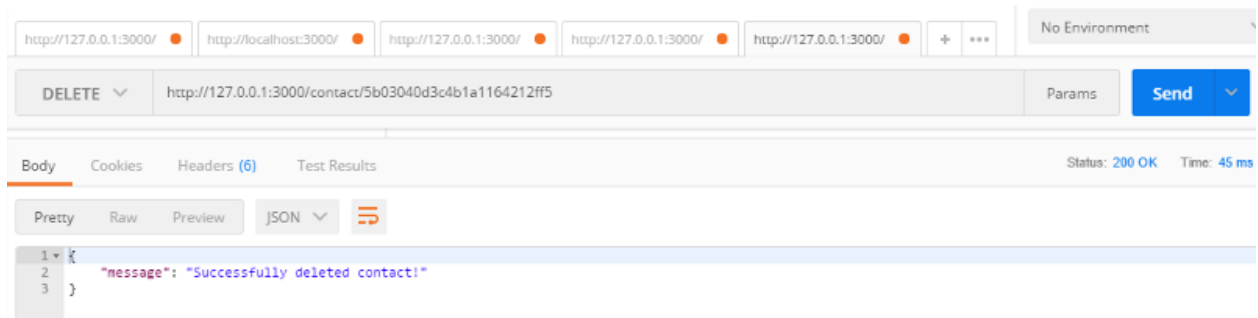 http://127.0.0.1:3000/ http://localhost:3000/ http://127.0.0.1:3000/ http://127.0.0.1:3000/ http://127.0.0.1:3000/ + ••• No Environment
DELETE http://127.0.0.1:3000/contact/5b03040d3c4b1a1164212ff5 Params Send
Body Cookies Headers (6) Test Results Status: 200 OK Time: 45 ms
Pretty Raw Preview JSON
1 {
2 "message": "Successfully deleted contact!"
3 }